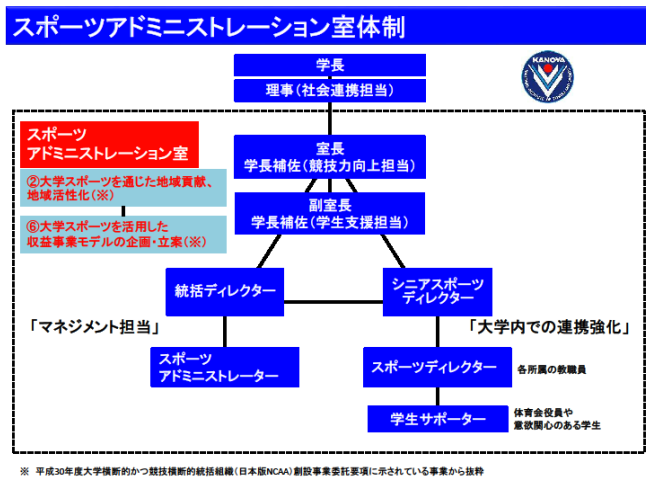 スポーツアドミニストレーション室体制
学長
理事(社会連携担当)
KANOYA
スポーツ
アドミニストレーション室
②大学スポーツを通じた地域貢献、
地域活性化(※)
⑥大学スポーツを活用した
収益事業モデルの企画・立案(※)
室長
学長補佐(競技力向上担当)
副室長
学長補佐(学生支援担当)
統括ディレクター
シニアスポーツ
ディレクター
「マネジメント担当」
「大学内での連携強化」
スポーツ
アドミニストレーター
スポーツディレクター
各所属の教職員
学生サポーター
体育会役員や
意欲関心のある学生
※ 平成30年度大学横断的かつ競技横断的統括組織(日本版NCAA)創設事業委託要項に示されている事業から抜粋